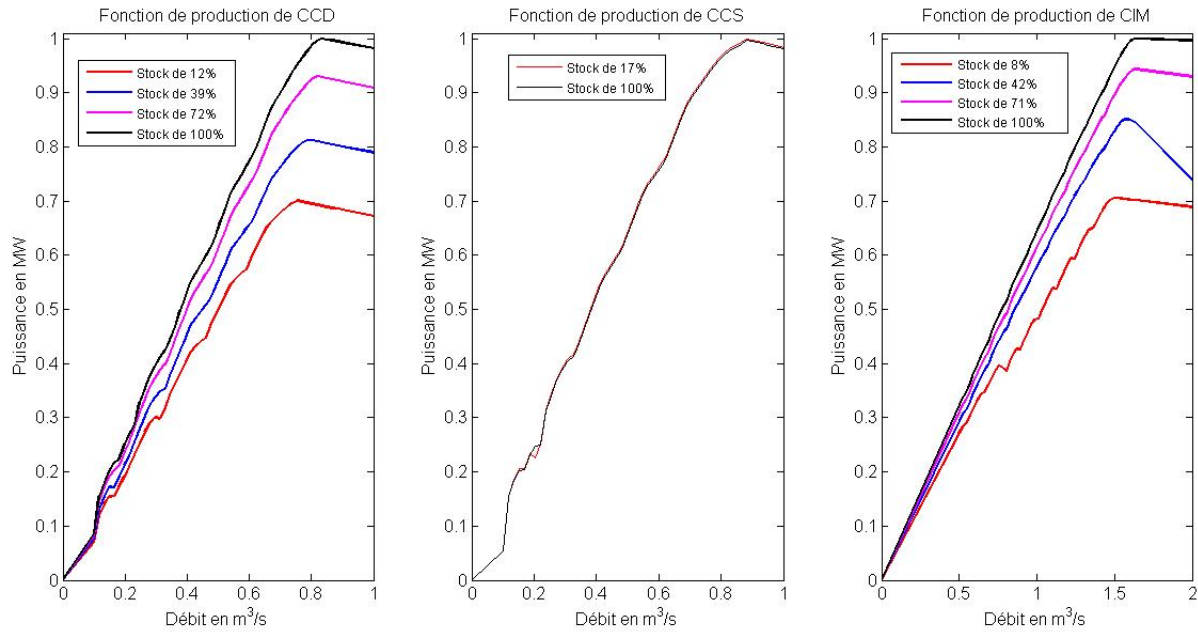 Fonction de production de CCD
Puissance en MW
1
0.9
0.8
0.7
0.6
0.5
0.4
0.3
0.2
0.1
0
Stock de 12%
Stock de 39%
Stock de 72%
Stock de 100%
0 0.2 0.4 0.6 0.8 1
Débit en m³/s
Fonction de production de CCS
Puissance en MW
1
0.9
0.8
0.7
0.6
0.5
0.4
0.3
0.2
0.1
0
Stock de 17%
Stock de 100%
0 0.2 0.4 0.6 0.8 1
Débit en m³/s
Fonction de production de CIM
Puissance en MW
1
0.9
0.8
0.7
0.6
0.5
0.4
0.3
0.2
0.1
0
Stock de 8%
Stock de 42%
Stock de 71%
Stock de 100%
0 0.5 1 1.5 2
Débit en m³/s